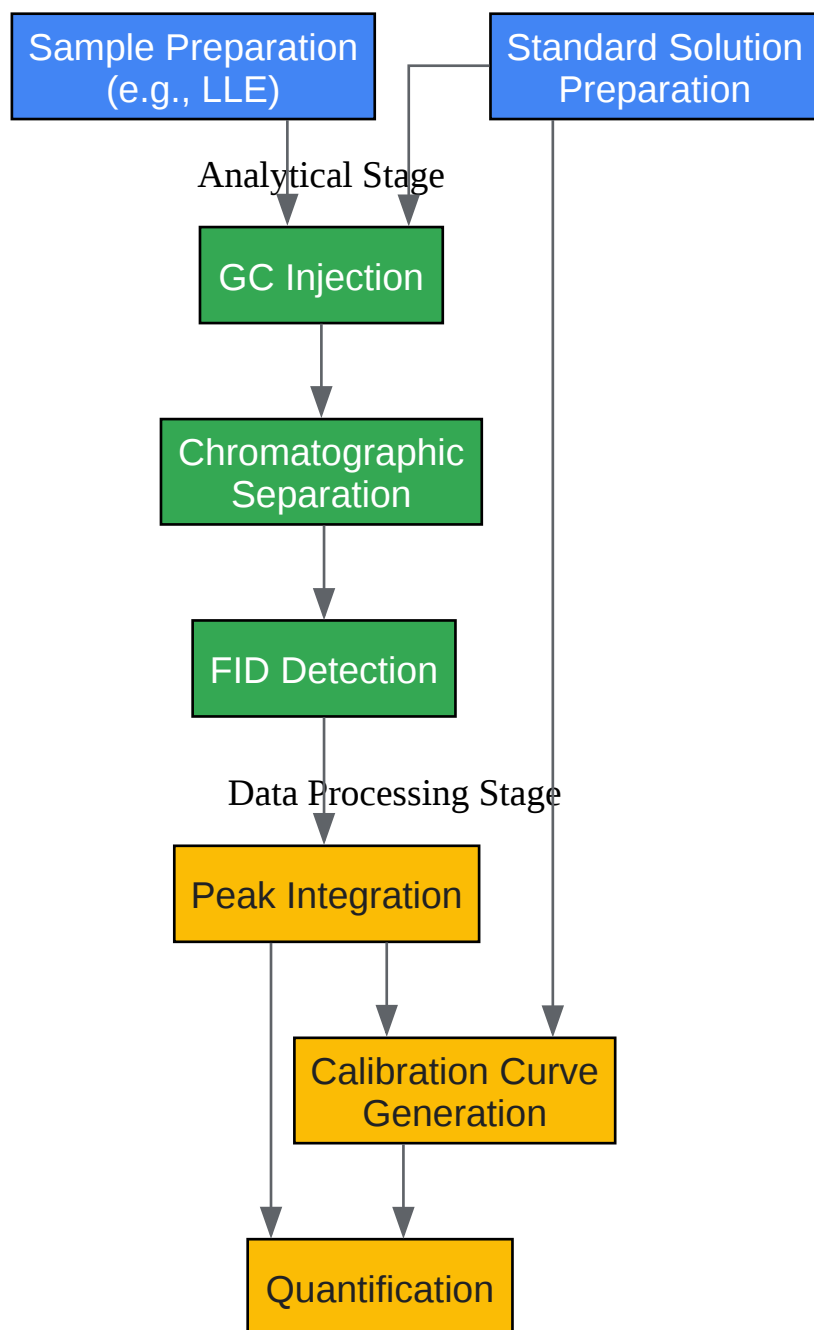 Sample Preparation
(e.g., LLE)
Standard Solution
Preparation
Analytical Stage
GC Injection
Chromatographic
Separation
FID Detection
Data Processing Stage
Peak Integration
Calibration Curve
Generation
Quantification